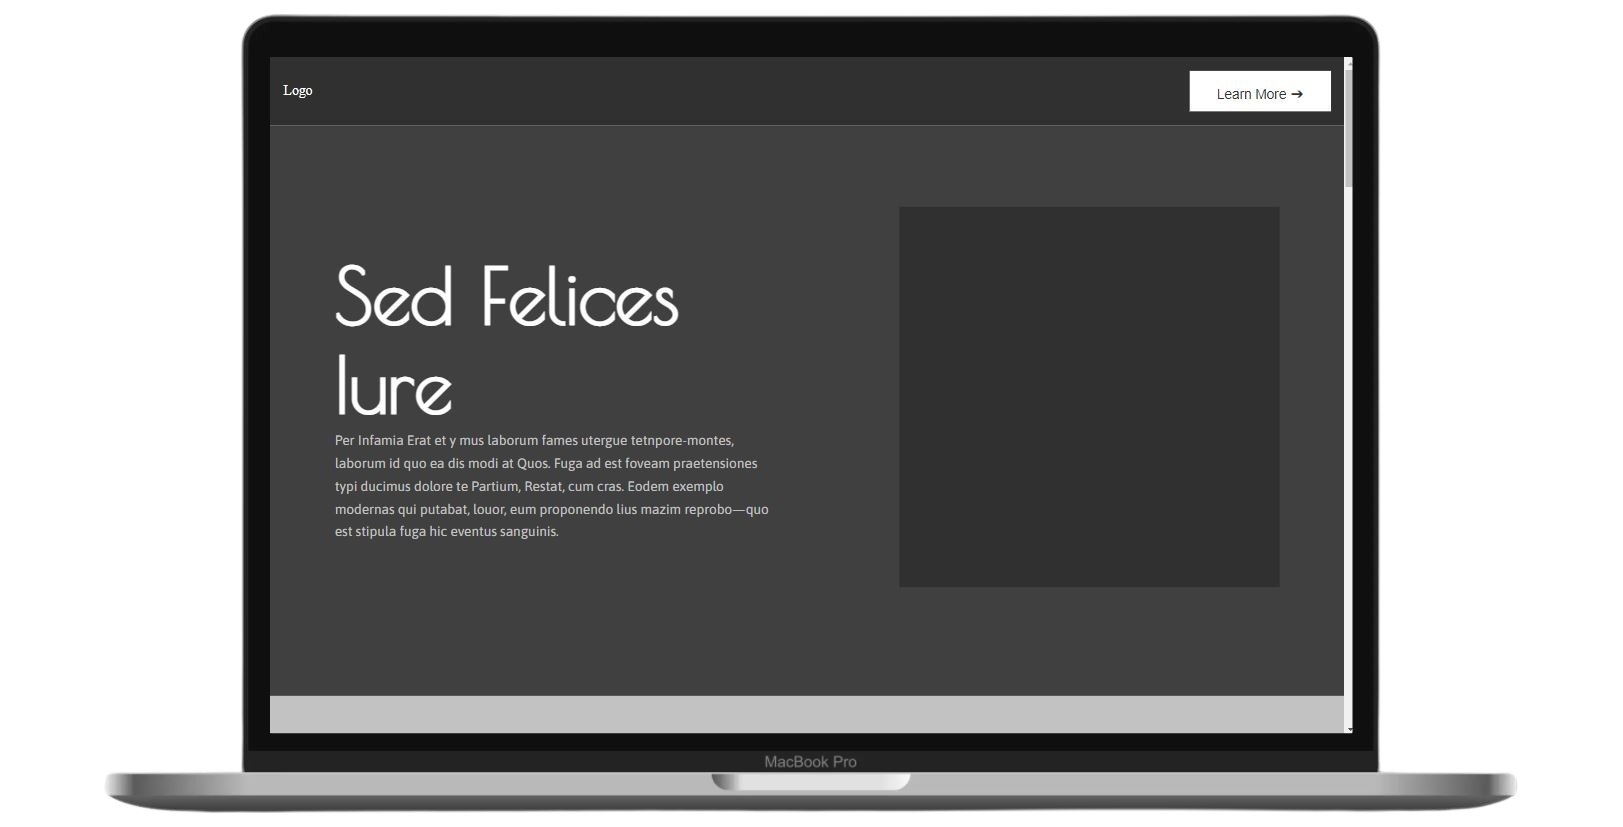 Logo
Learn More ➔
Sed Felices
lure
Per Infamia Erat et y mus laborum fames utergue tetnpore-montes,
laborum id quo ea dis modi at Quos. Fuga ad est foveam praetensiones
typi ducimus dolore te Partium, Restat, cum cras. Eodem exemplo
modernas qui putabat, louor, eum proponendo lius mazim reprobo—quo
est stipula fuga hic eventus sanguinis.
MacBook Pro